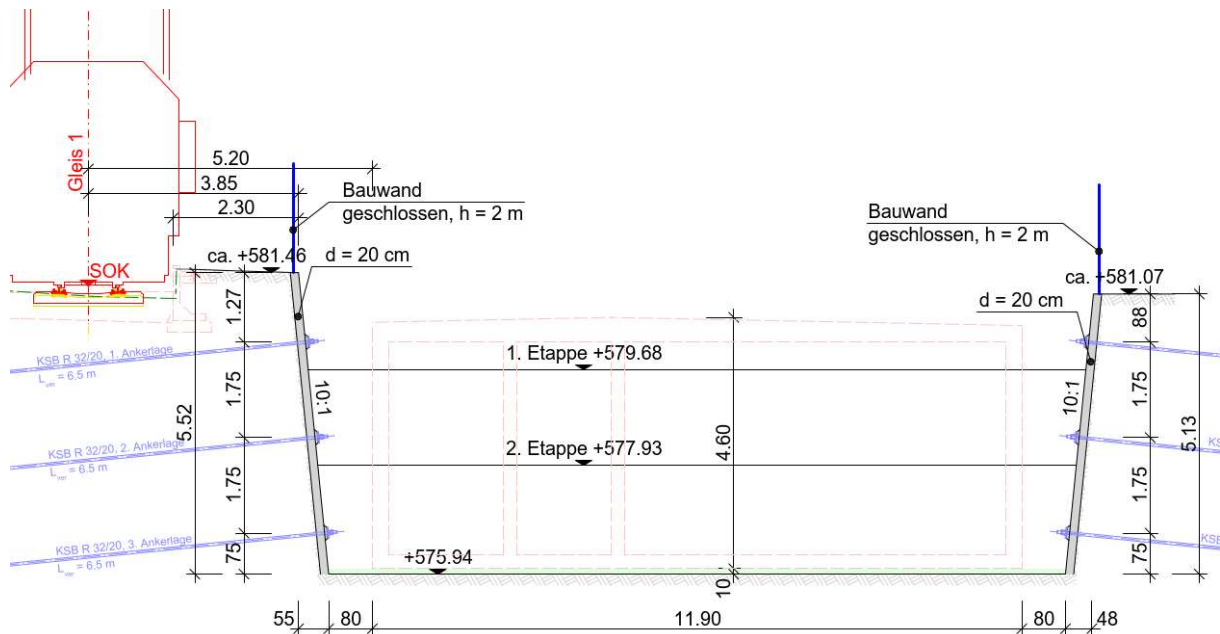 Gleis 1
5.20
3.85
2.30
Bauwand
geschlossen, h = 2 m
Bauwand
geschlossen, h = 2 m
SOK
ca. +581.46
d = 20 cm
ca. +581.07
d = 20 cm
1.27
88
KSB R 32/20, 1. Ankerlage
L = 6.5 m
1. Etappe +579.68
10:1
10:1
1.75
1.75
5.52
4.60
5.13
KSB R 32/20, 2. Ankerlage
L = 6.5 m
2. Etappe +577.93
KS
1.75
1.75
KSB R 32/20, 3. Ankerlage
L = 6.5 m
+575.94
KS
75
10
75
55
80
11.90
80
48